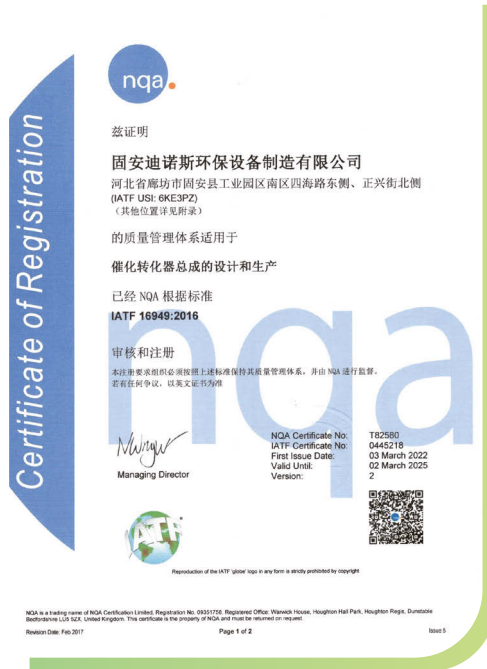 Certificate of Registration
nqa.
兹证明
固安迪诺斯环保设备制造有限公司
河北省廊坊市固安县工业园区南区四海路东侧、正兴街北侧
(IATF USI: 6KE3PZ)
（其他位置详见附录）
的质量管理体系适用于
催化转化器总成的设计和生产
已经 NQA 根据标准
IATF 16949:2016
nqa
审核和注册
本注册要求组织必须按照上述标准保持其质量管理体系，并由 NQA 进行监督。
若有任何争议，以英文证书为准
Managing Director
NQA Certificate No: T82580
IATF Certificate No: 0445218
First Issue Date: 03 March 2022
Valid Until: 02 March 2025
Version: 2
IATF
Reproduction of the IATF 'globe' logo in any form is strictly prohibited by copyright
NQA is a trading name of NQA Certification Limited, Registration No. 09351758. Registered Office: Warwick House, Houghton Hall Park, Houghton Regis, Dunstable
Bedfordshire LU5 5ZX, United Kingdom. This certificate is the property of NQA and must be returned on request.
Revision Date: Feb 2017 Page 1 of 2 Issue 5